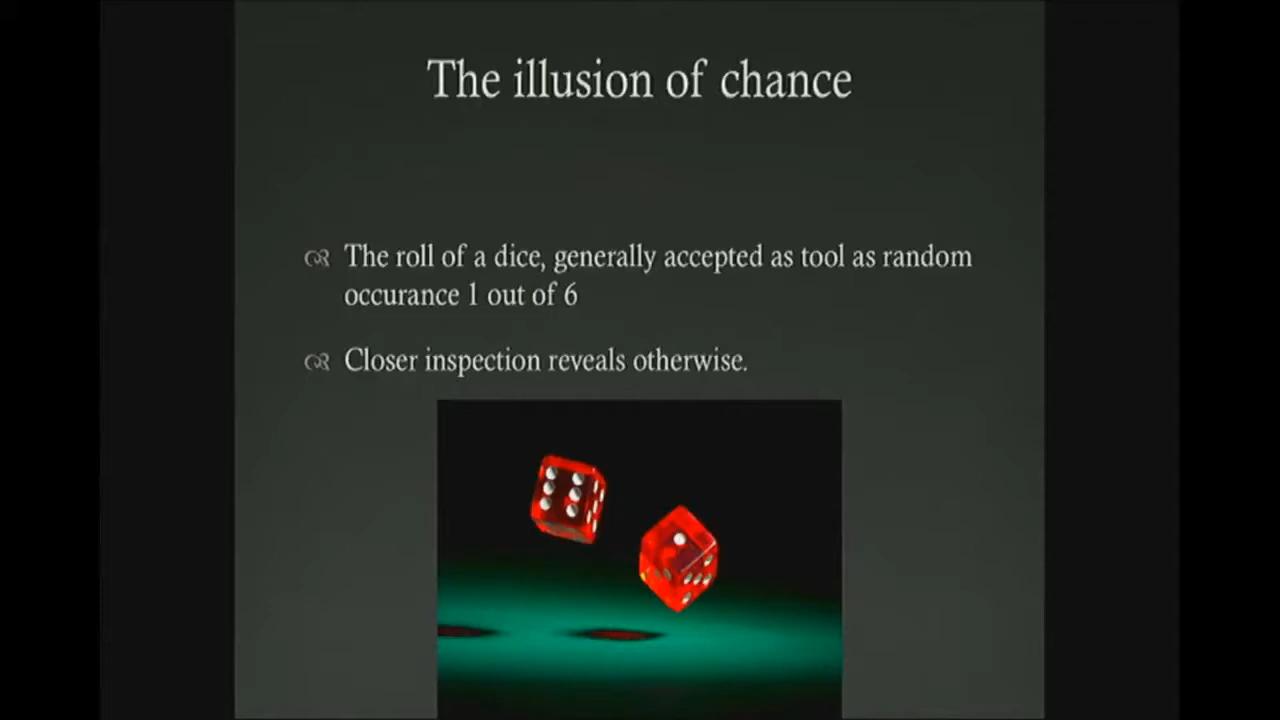 The illusion of chance
The roll of a dice, generally accepted as tool as random
occurance 1 out of 6
Closer inspection reveals otherwise.